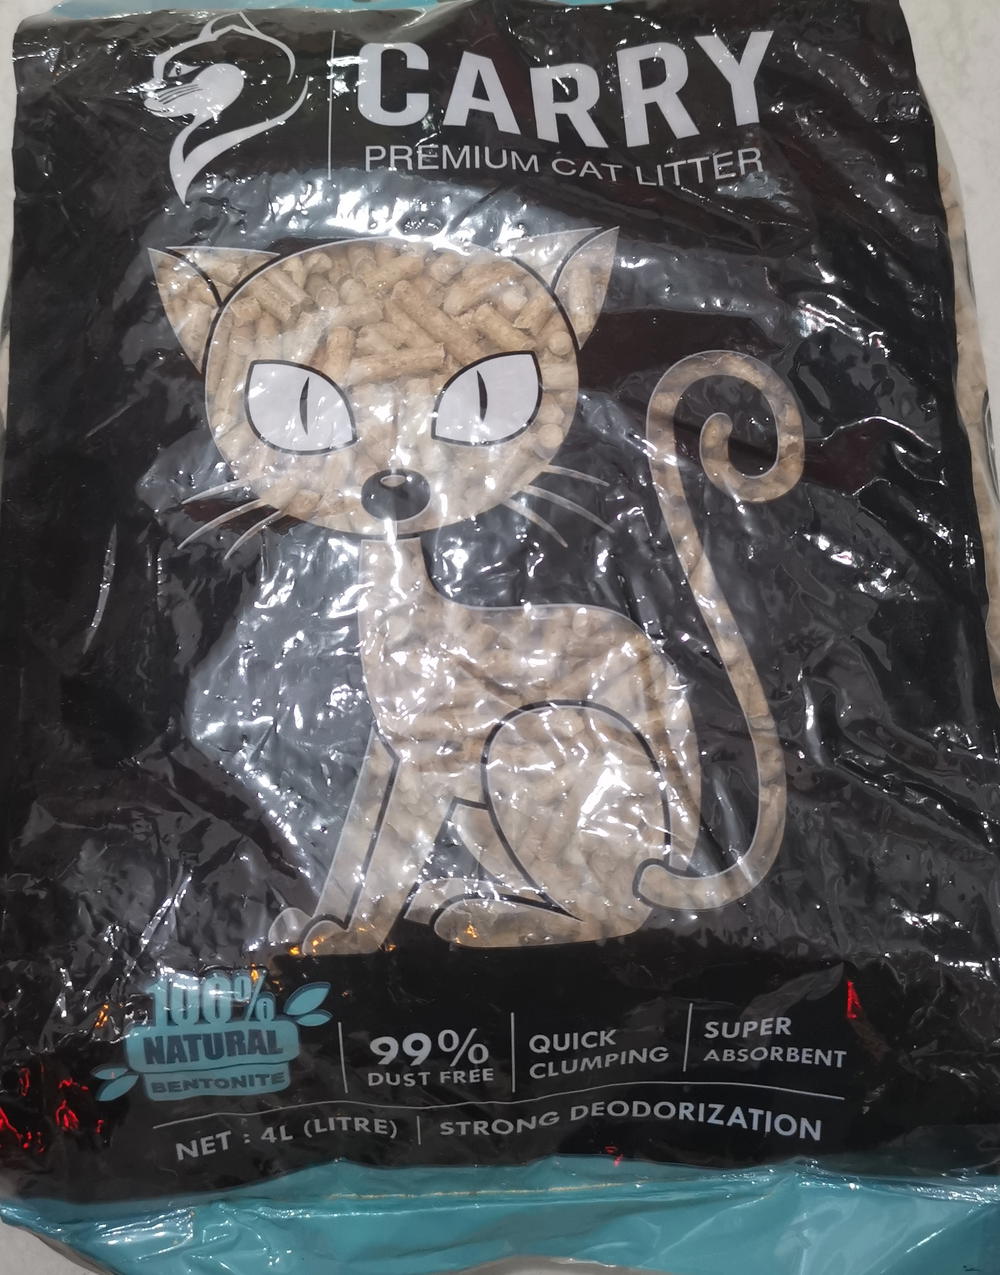 CARRY
PREMIUM CAT LITTER
100%
NATURAL
BENTONITE
99%
DUST FREE
QUICK
CLUMPING
SUPER
ABSORBENT
NET : 4L (LITRE) | STRONG DEODORIZATION